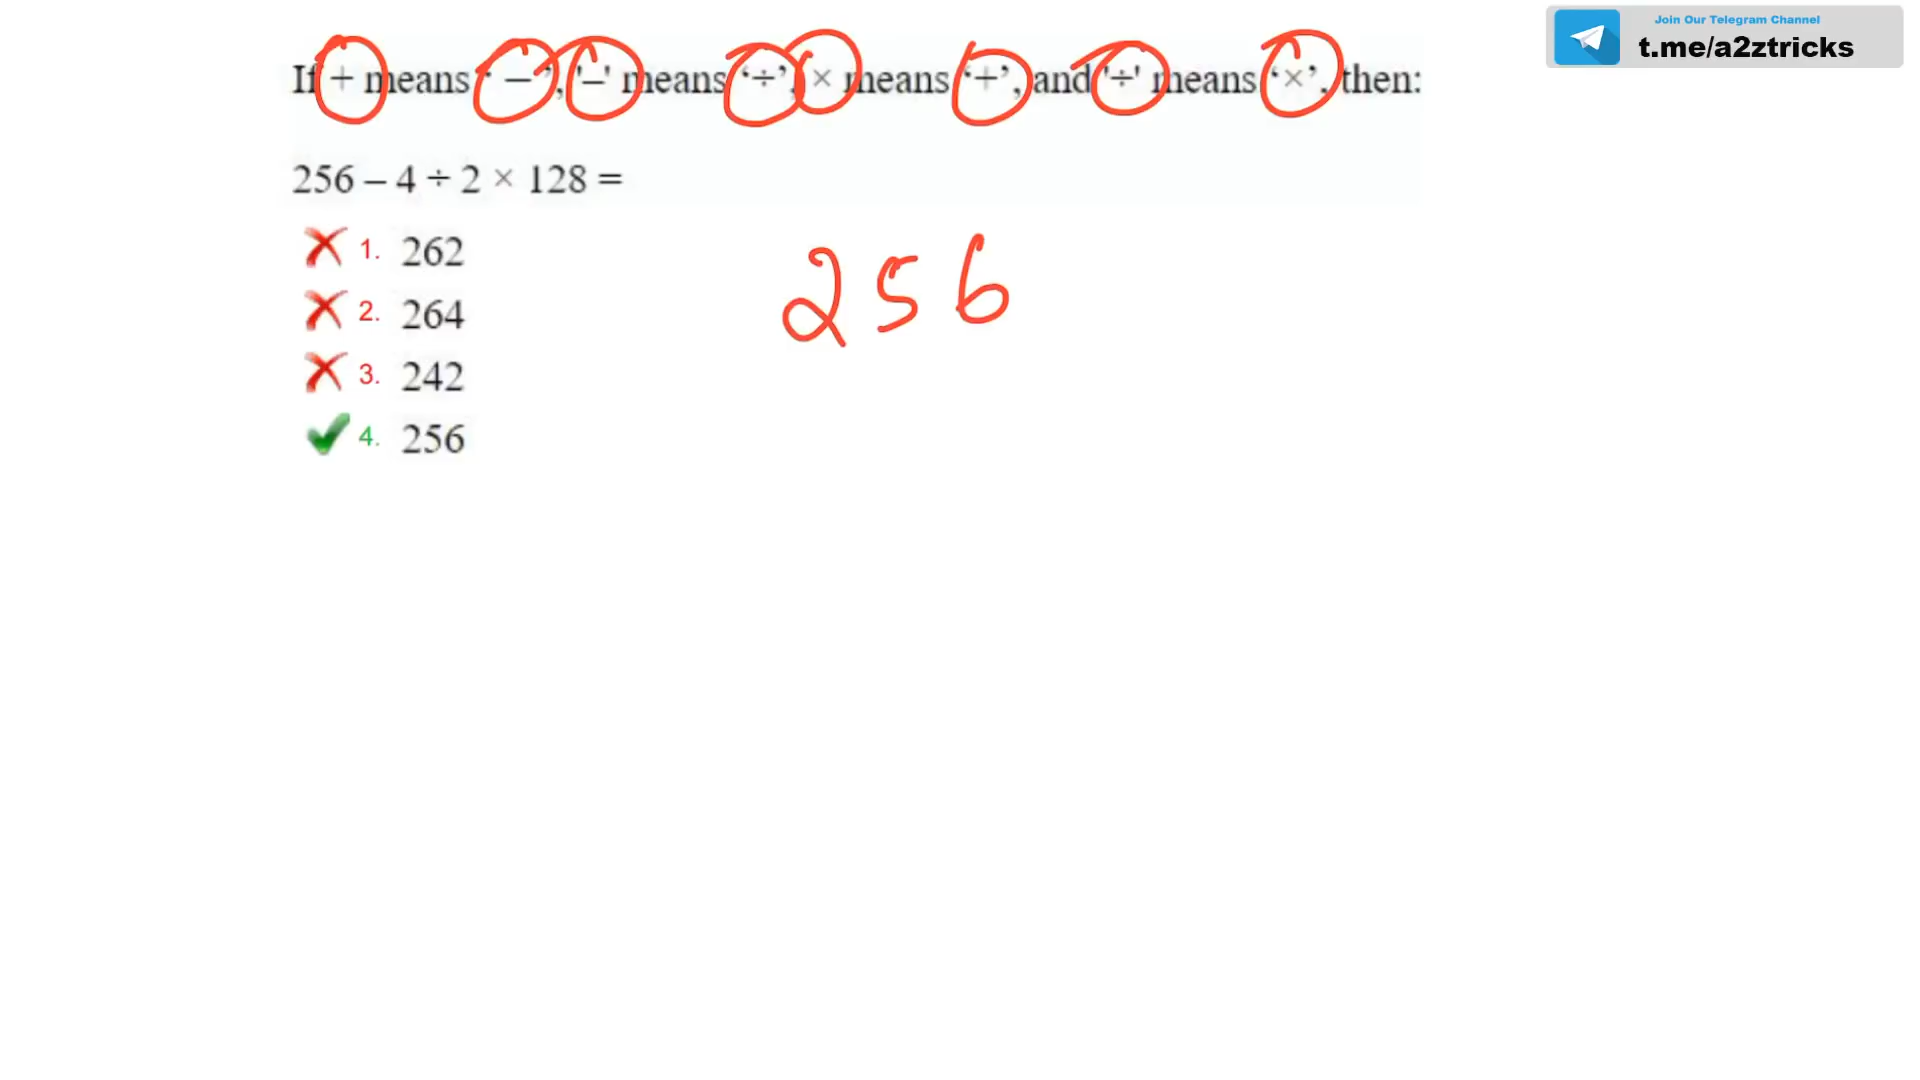 Join Our Telegram Channel
t.me/a2ztricks
If + means ‘ – ’, '–' means ‘÷’, × means ‘+’, and '÷' means ‘×’, then:
256 – 4 ÷ 2 × 128 =
1. 262
2. 264
3. 242
4. 256
256